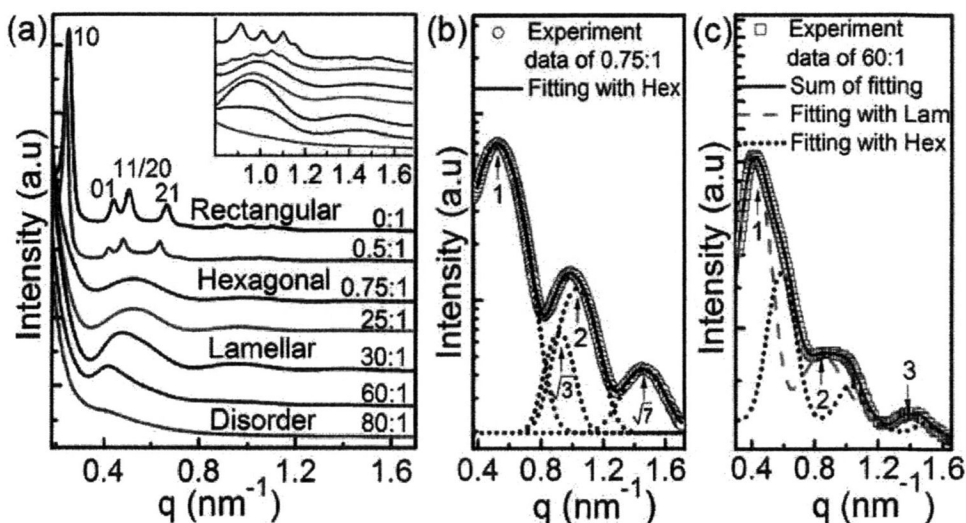 (a)
10
01
11/20
21
Rectangular
0:1
0.5:1
Hexagonal
0.75:1
25:1
Lamellar
30:1
60:1
Disorder
80:1
1.0 1.2 1.4 1.6
0.4 0.8 1.2 1.6
q (nm⁻¹)
Intensity (a.u)
(b)
Experiment
data of 0.75:1
Fitting with Hex
1
√3
2
√7
0.4 0.8 1.2 1.6
q (nm⁻¹)
Intensity (a.u)
(c)
Experiment
data of 60:1
Sum of fitting
Fitting with Lam
Fitting with Hex
1
2
3
0.4 0.8 1.2 1.6
q (nm⁻¹)
Intensity (a.u)